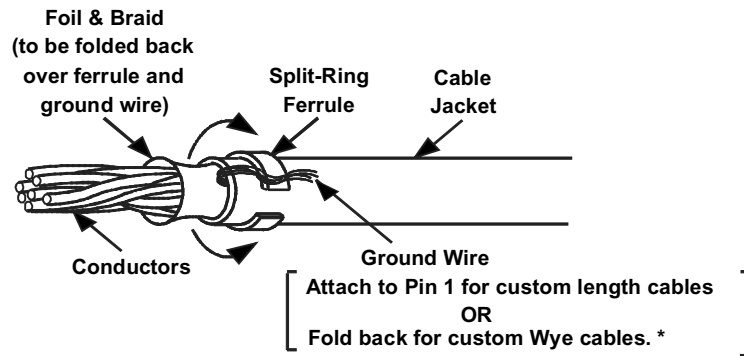 Foil & Braid
(to be folded back
over ferrule and
ground wire)
Split-Ring
Ferrule
Cable
Jacket
Conductors
Ground Wire
Attach to Pin 1 for custom length cables
OR
Fold back for custom Wye cables. *